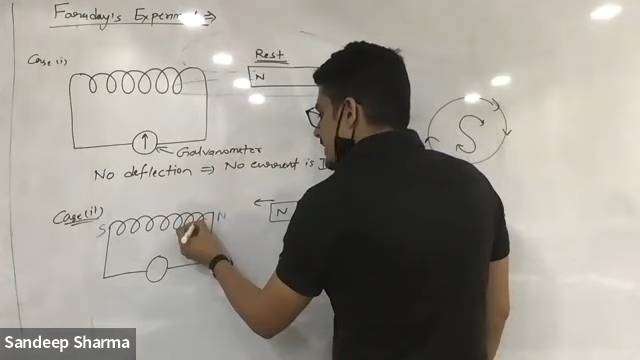 Faraday's Experiment
Case (i)
Rest
N
Galvanometer
No deflection ⇒ No current is I
Case (ii)
S
N
N
S
Sandeep Sharma